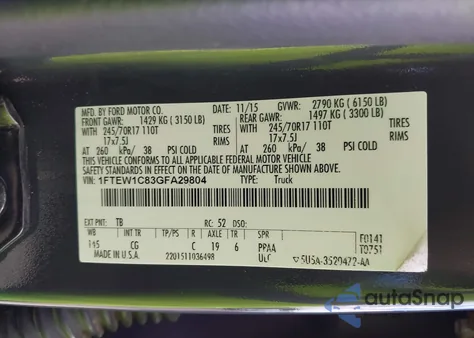 MFD. BY FORD MOTOR CO. DATE: 11/15 GVWR: 2790 KG ( 6150 LB)
FRONT GAWR: 1429 KG ( 3150 LB) REAR GAWR: 1497 KG ( 3300 LB)
COLD WITH COLD WITH
245/70R17 110T TIRES 245/70R17 110T TIRES
17x7.5J RIMS 17x7.5J RIMS
AT 260 kPa/ 38 PSI COLD AT 260 kPa/ 38 PSI COLD
THIS VEHICLE CONFORMS TO ALL APPLICABLE FEDERAL MOTOR VEHICLE
SAFETY STANDARDS IN EFFECT ON THE DATE OF MANUFACTURE SHOWN ABOVE.
VIN: 1FTEW1C83GFA29804 TYPE: Truck
EXT PNT: TB RC: 52 DSO:
WB TP/PS R AXLE TR SPR F0141
145 CG C 19 6 PPAA T0751
MADE IN U.S.A. 2201511036498 ULC 5U5A-3520472-AA
autoSnap